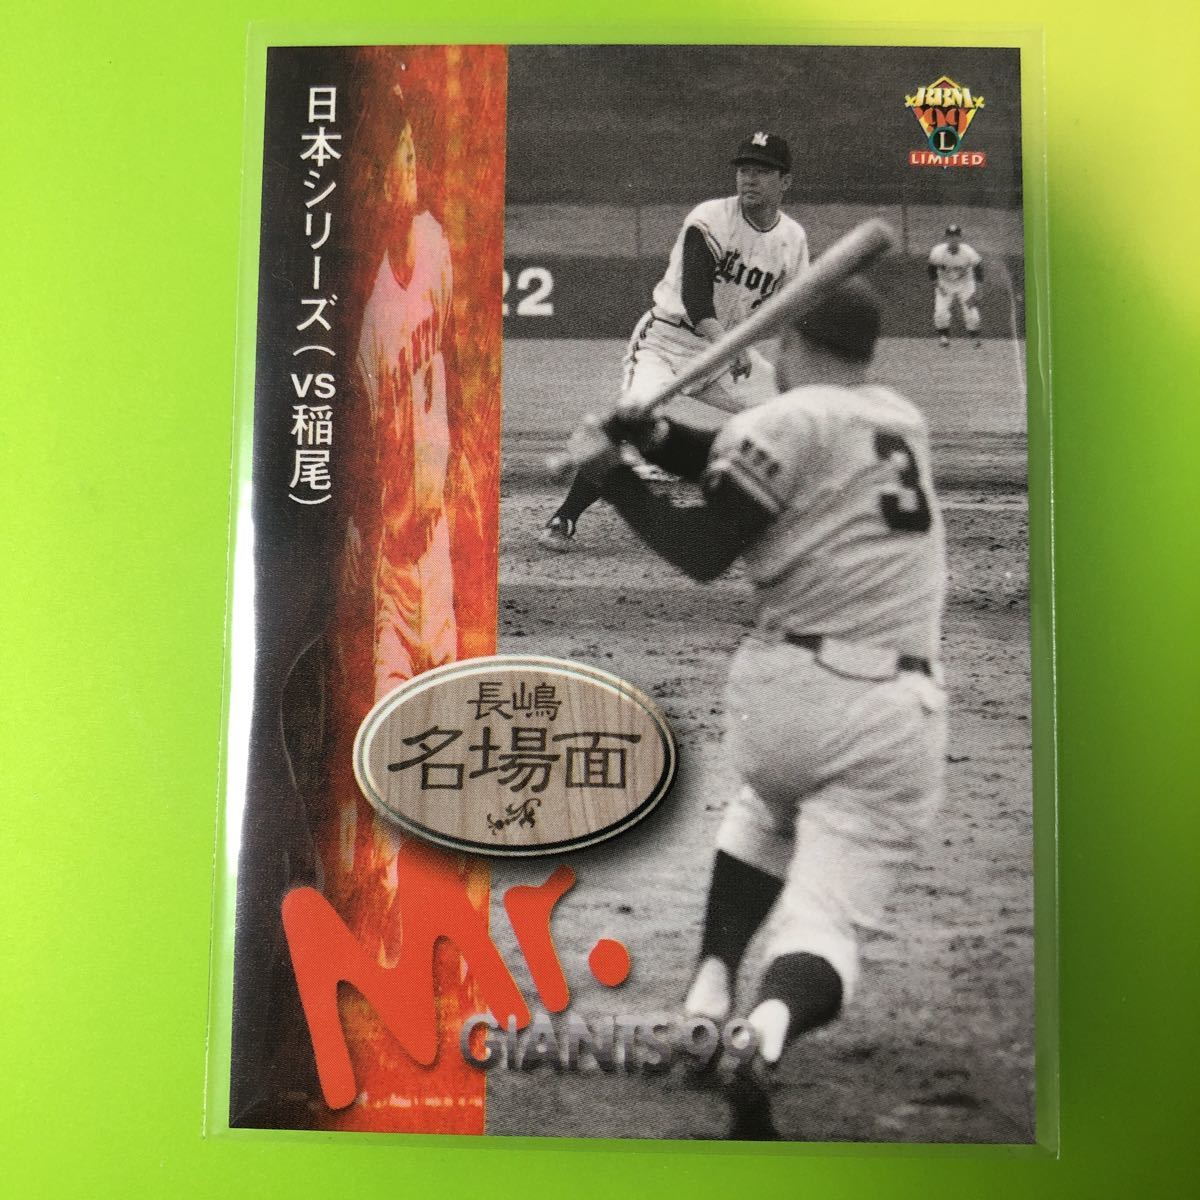 日本シリーズ（vs稲尾）
BBM
'99
L
LIMITED
22
Lions
3
長嶋
名場面
Mr.
GIANTS'99